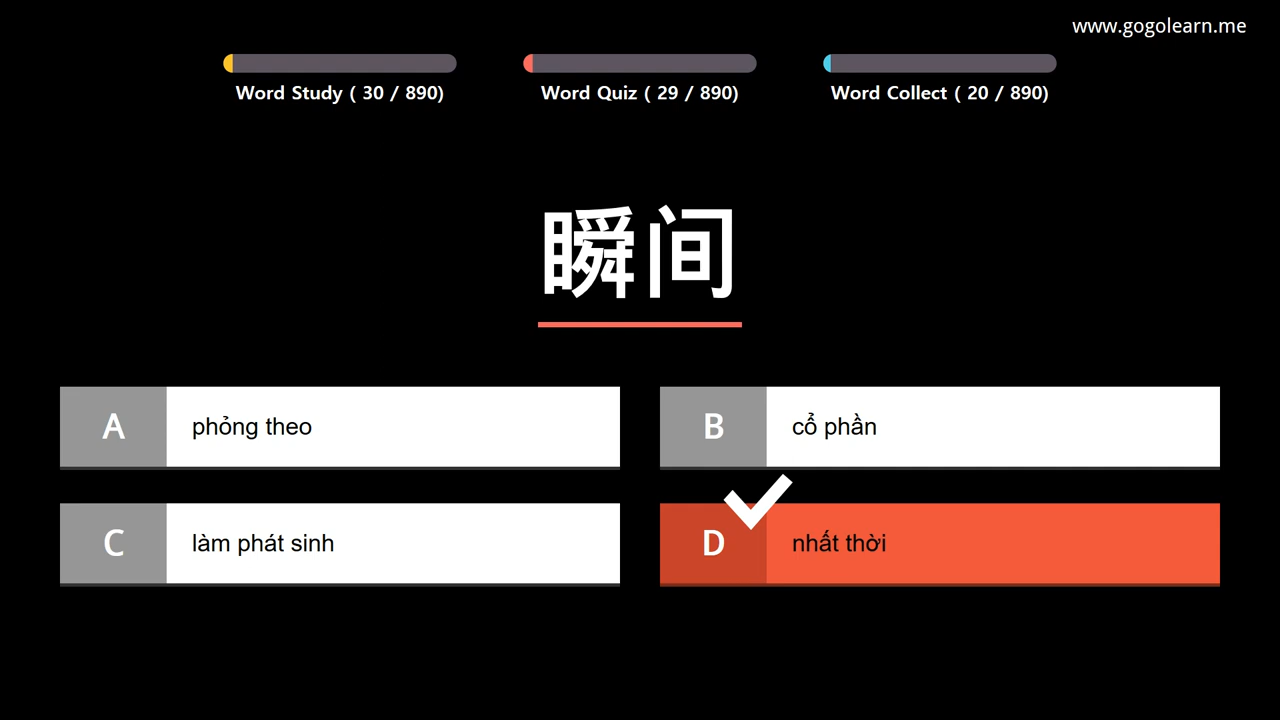 www.gogolearn.me
Word Study ( 30 / 890)
Word Quiz ( 29 / 890)
Word Collect ( 20 / 890)
瞬间
A phỏng theo
B cổ phần
C làm phát sinh
D nhất thời